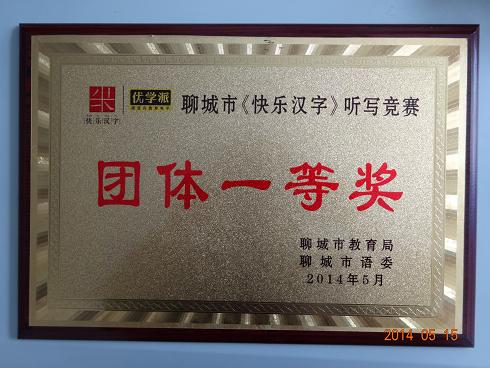 优学派
快乐汉字
聊城市《快乐汉字》听写竞赛
团体一等奖
聊城市教育局
聊城市语委
2014年5月
2014 05 15